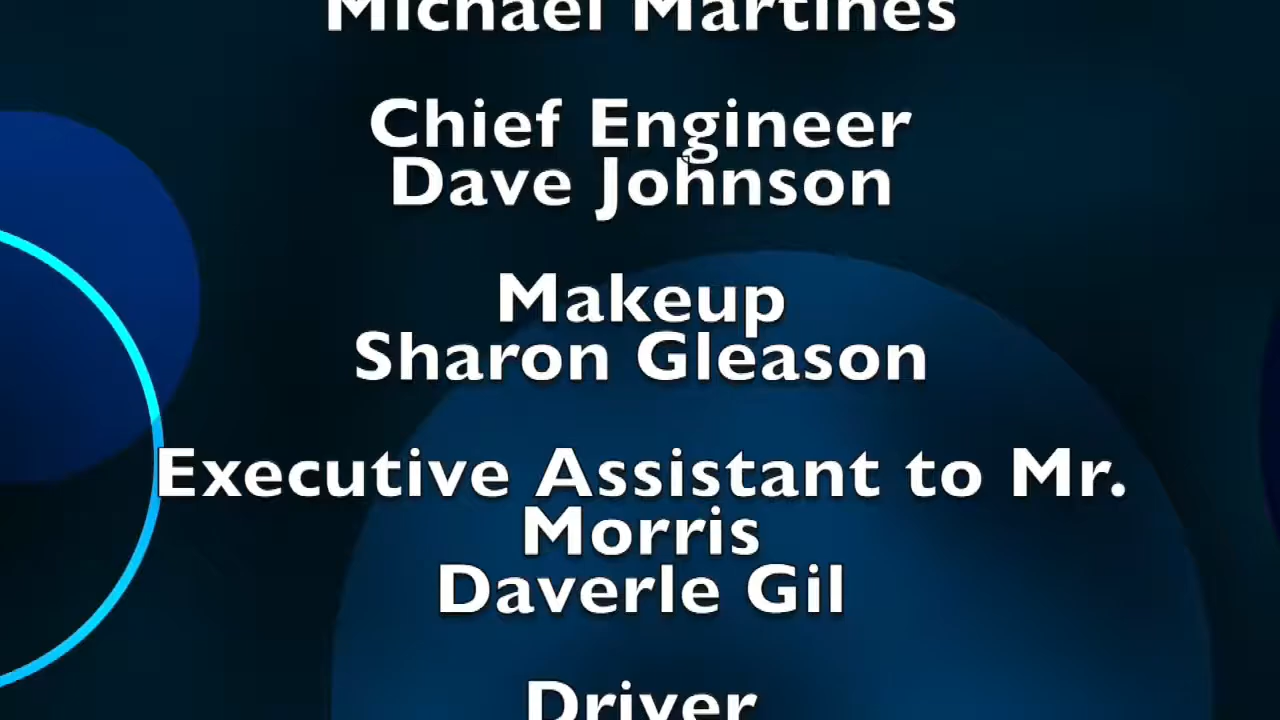 Michael Martines
Chief Engineer
Dave Johnson
Makeup
Sharon Gleason
Executive Assistant to Mr.
Morris
Daverle Gil
Driver